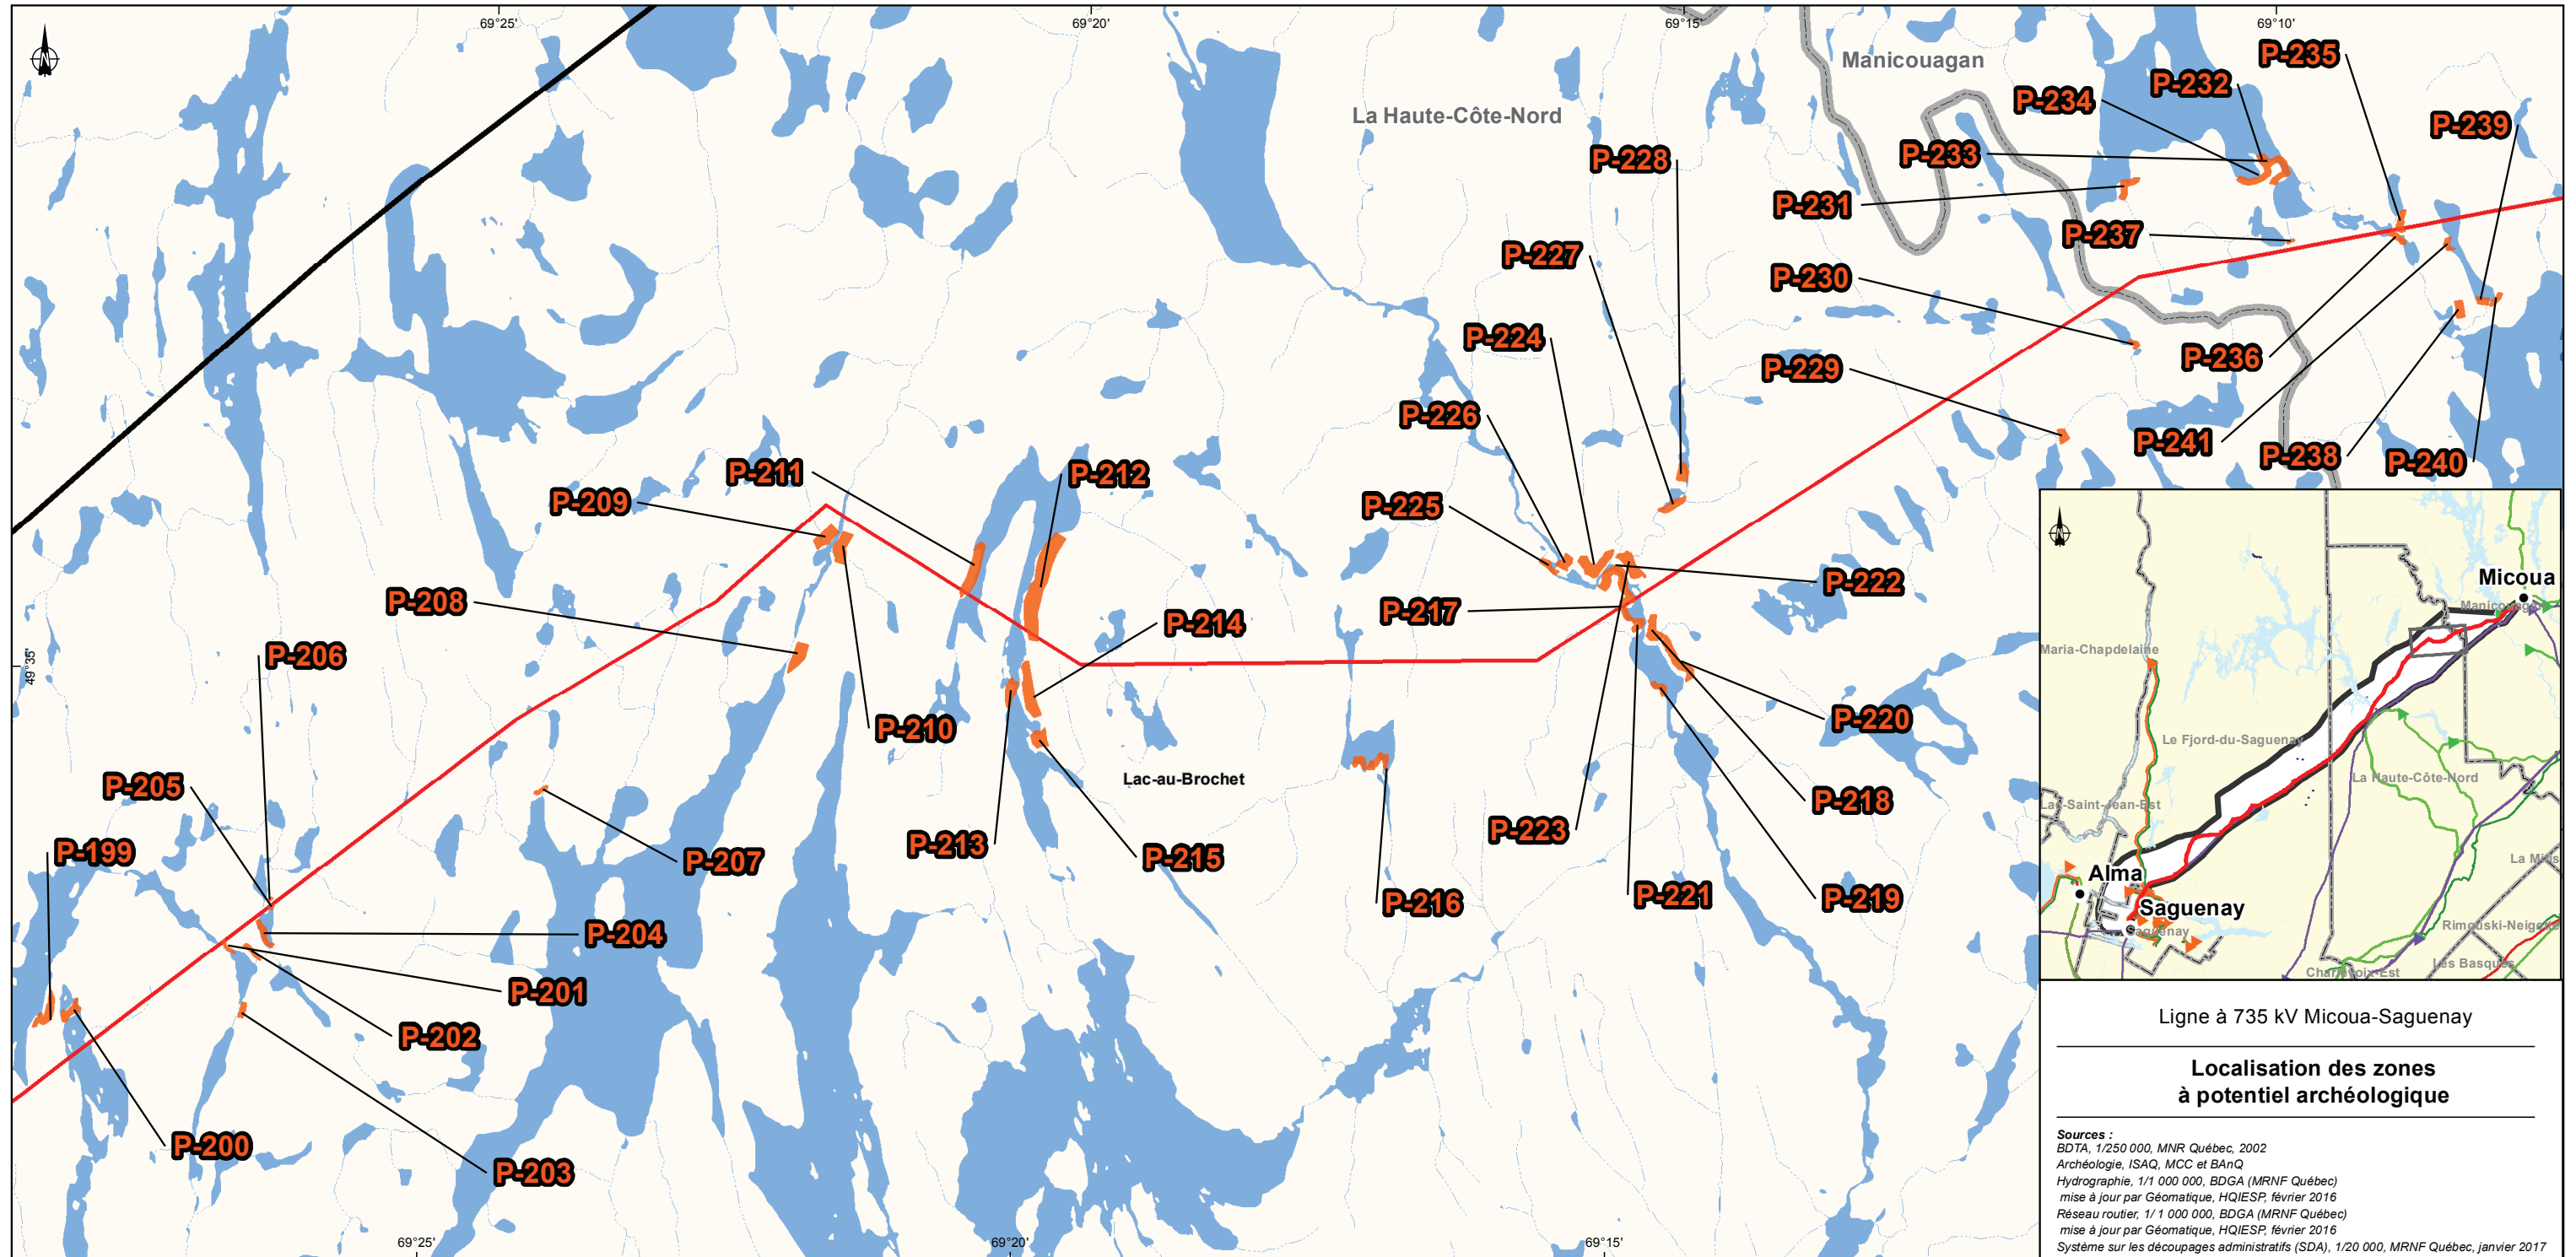 69°25'
69°20'
69°15'
69°10'
Manicouagan
La Haute-Côte-Nord
P-235
P-232
P-234
P-239
P-233
P-228
P-231
P-237
P-227
P-230
P-224
P-236
P-229
P-226
P-241
P-238
P-240
P-211
P-212
P-209
P-225
P-208
P-222
P-217
P-214
P-206
49°35'
P-220
P-210
P-205
Lac-au-Brochet
P-218
P-223
P-213
P-199
P-207
P-215
P-216
P-221
P-219
P-204
P-201
P-202
P-200
P-203
69°25'
69°20'
69°15'
Micoua
Manicouagan
Maria-Chapdelaine
Le Fjord-du-Saguenay
La Haute-Côte-Nord
Lac-Saint-Jean-Est
La Mitis
Alma
Saguenay
Saguenay
Rimouski-Neigette
Les Basques
Charlevoix-Est
Ligne à 735 kV Micoua-Saguenay
Localisation des zones
à potentiel archéologique
Sources :
BDTA, 1/250 000, MNR Québec, 2002
Archéologie, ISAQ, MCC et BAnQ
Hydrographie, 1/1 000 000, BDGA (MRNF Québec)
mise à jour par Géomatique, HQIESP, février 2016
Réseau routier, 1/ 1 000 000, BDGA (MRNF Québec)
mise à jour par Géomatique, HQIESP, février 2016
Système sur les découpages administratifs (SDA), 1/20 000, MRNF Québec, janvier 2017